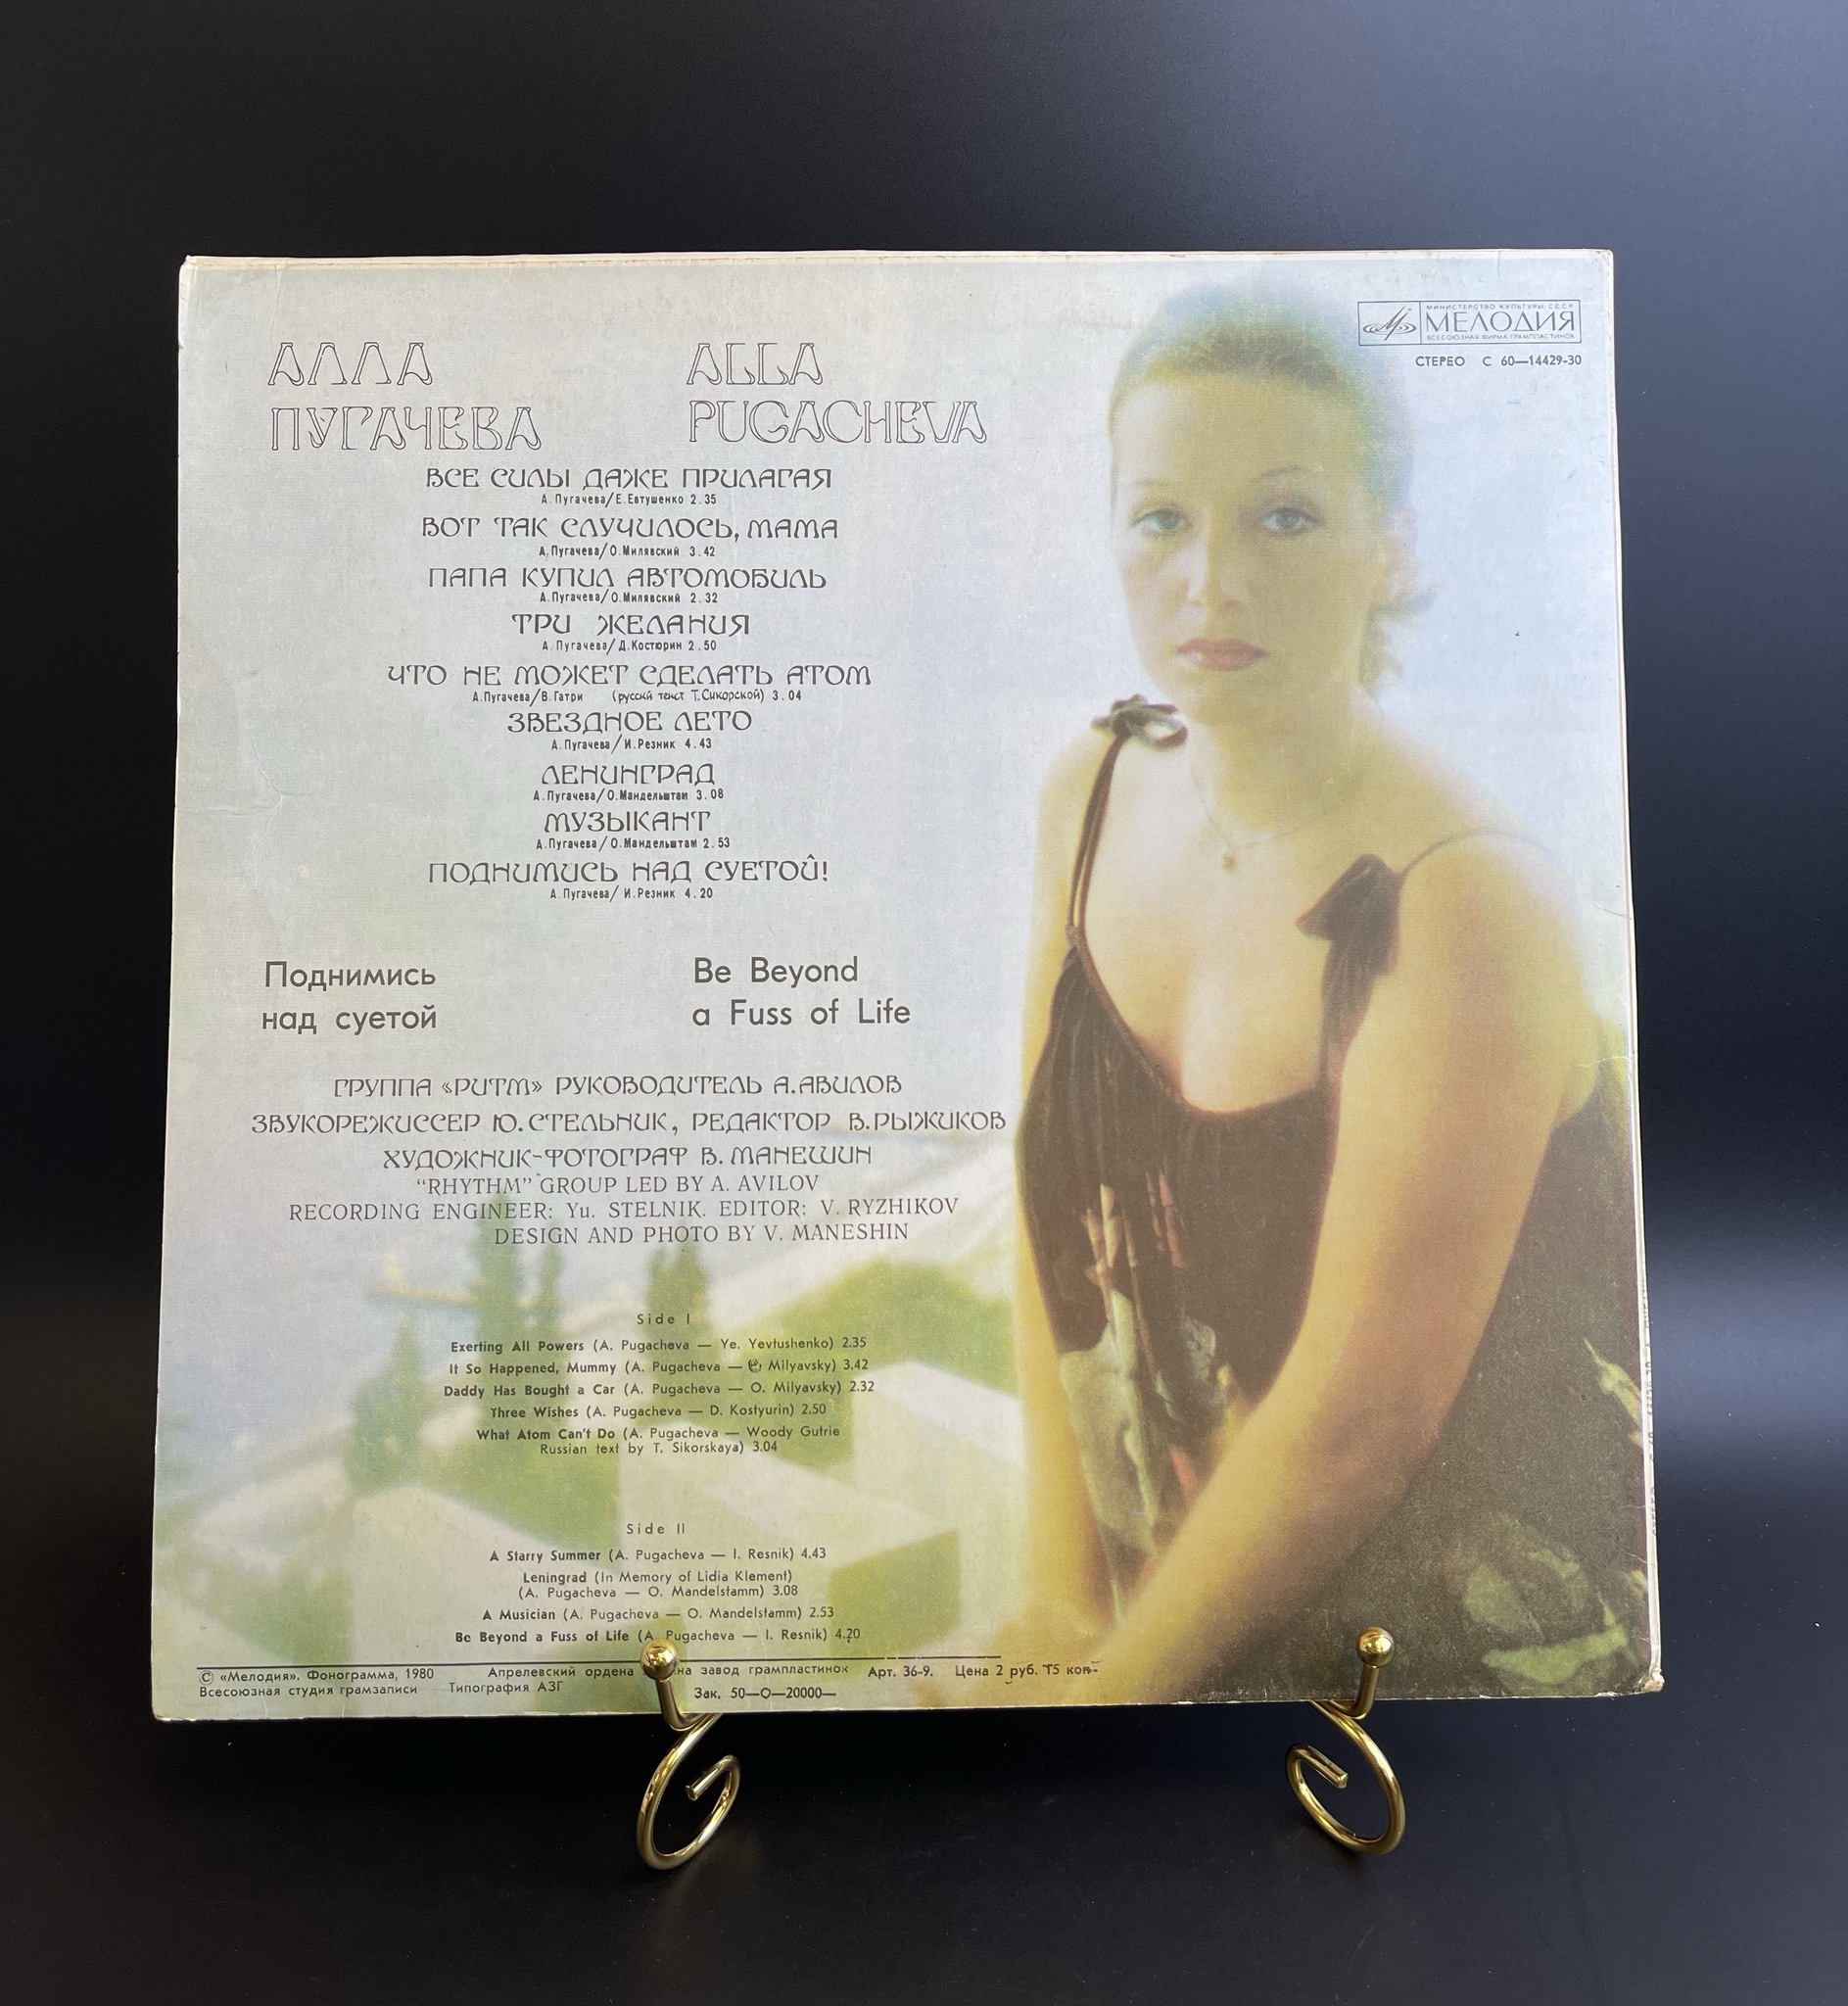 МИНИСТЕРСТВО КУЛЬТУРЫ СССР
МЕЛОДИЯ
ВСЕСОЮЗНАЯ ФИРМА ГРАМПЛАСТИНОК
СТЕРЕО С 60—14429-30
АЛЛА ALLA
ПУГАЧЕВА PUGACHEVA
ВСЕ СИЛЫ ДАЖЕ ПРИЛАГАЯ
А.Пугачева/Е.Евтушенко 2.35
ВОТ ТАК СЛУЧИЛОСЬ, МАМА
А.Пугачева/О.Милявский 3.42
ПАПА КУПИЛ АВТОМОБИЛЬ
А.Пугачева/О.Милявский 2.32
ТРИ ЖЕЛАНИЯ
А.Пугачева/Д.Костюрин 2.50
ЧТО НЕ МОЖЕТ СДЕЛАТЬ АТОМ
А.Пугачева/В.Гатри (русский текст Т.Сикорской) 3.04
ЗВЕЗДНОЕ ЛЕТО
А.Пугачева/И.Резник 4.43
ЛЕНИНГРАД
А.Пугачева/О.Мандельштам 3.08
МУЗЫКАНТ
А.Пугачева/О.Мандельштам 2.53
ПОДНИМИСЬ НАД СУЕТОЙ!
А.Пугачева/И.Резник 4.20
Поднимись Be Beyond
над суетой a Fuss of Life
ГРУППА «РИТМ» РУКОВОДИТЕЛЬ А.АВИЛОВ
ЗВУКОРЕЖИССЕР Ю.СТЕЛЬНИК, РЕДАКТОР В.РЫЖИКОВ
ХУДОЖНИК-ФОТОГРАФ В. МАНЕШИН
“RHYTHM” GROUP LED BY A. AVILOV
RECORDING ENGINEER: Yu. STELNIK. EDITOR: V. RYZHIKOV
DESIGN AND PHOTO BY V. MANESHIN
Side I
Exerting All Powers (A. Pugacheva — Ye. Yevtushenko) 2.35
It So Happened, Mummy (A. Pugacheva — Milyavsky) 3.42
Daddy Has Bought a Car (A. Pugacheva — O. Milyavsky) 2.32
Three Wishes (A. Pugacheva — D. Kostyurin) 2.50
What Atom Can't Do (A. Pugacheva — Woody Gutrie
Russian text by T. Sikorskaya) 3.04
Side II
A Starry Summer (A. Pugacheva — I. Resnik) 4.43
Leningrad (In Memory of Lidia Klement)
(A. Pugacheva — O. Mandelstamm) 3.08
A Musician (A. Pugacheva — O. Mandelstamm) 2.53
Be Beyond a Fuss of Life (A. Pugacheva — I. Resnik) 4.20
© «Мелодия». Фонограмма, 1980 Апрелевский ордена завод грампластинок Арт. 36-9. Цена 2 руб. 15 коп.
Всесоюзная студия грамзаписи Типография АЗГ Зак. 50—О—20000—